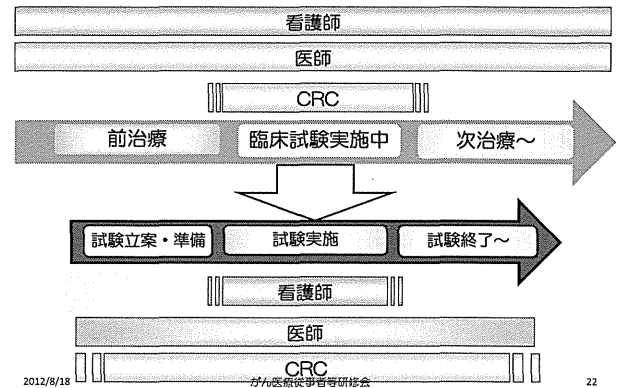 看護師
医師
CRC
前治療 臨床試験実施中 次治療～
試験立案・準備 試験実施 試験終了～
看護師
医師
CRC
2012/8/18 がん医療従事者等研修会 22